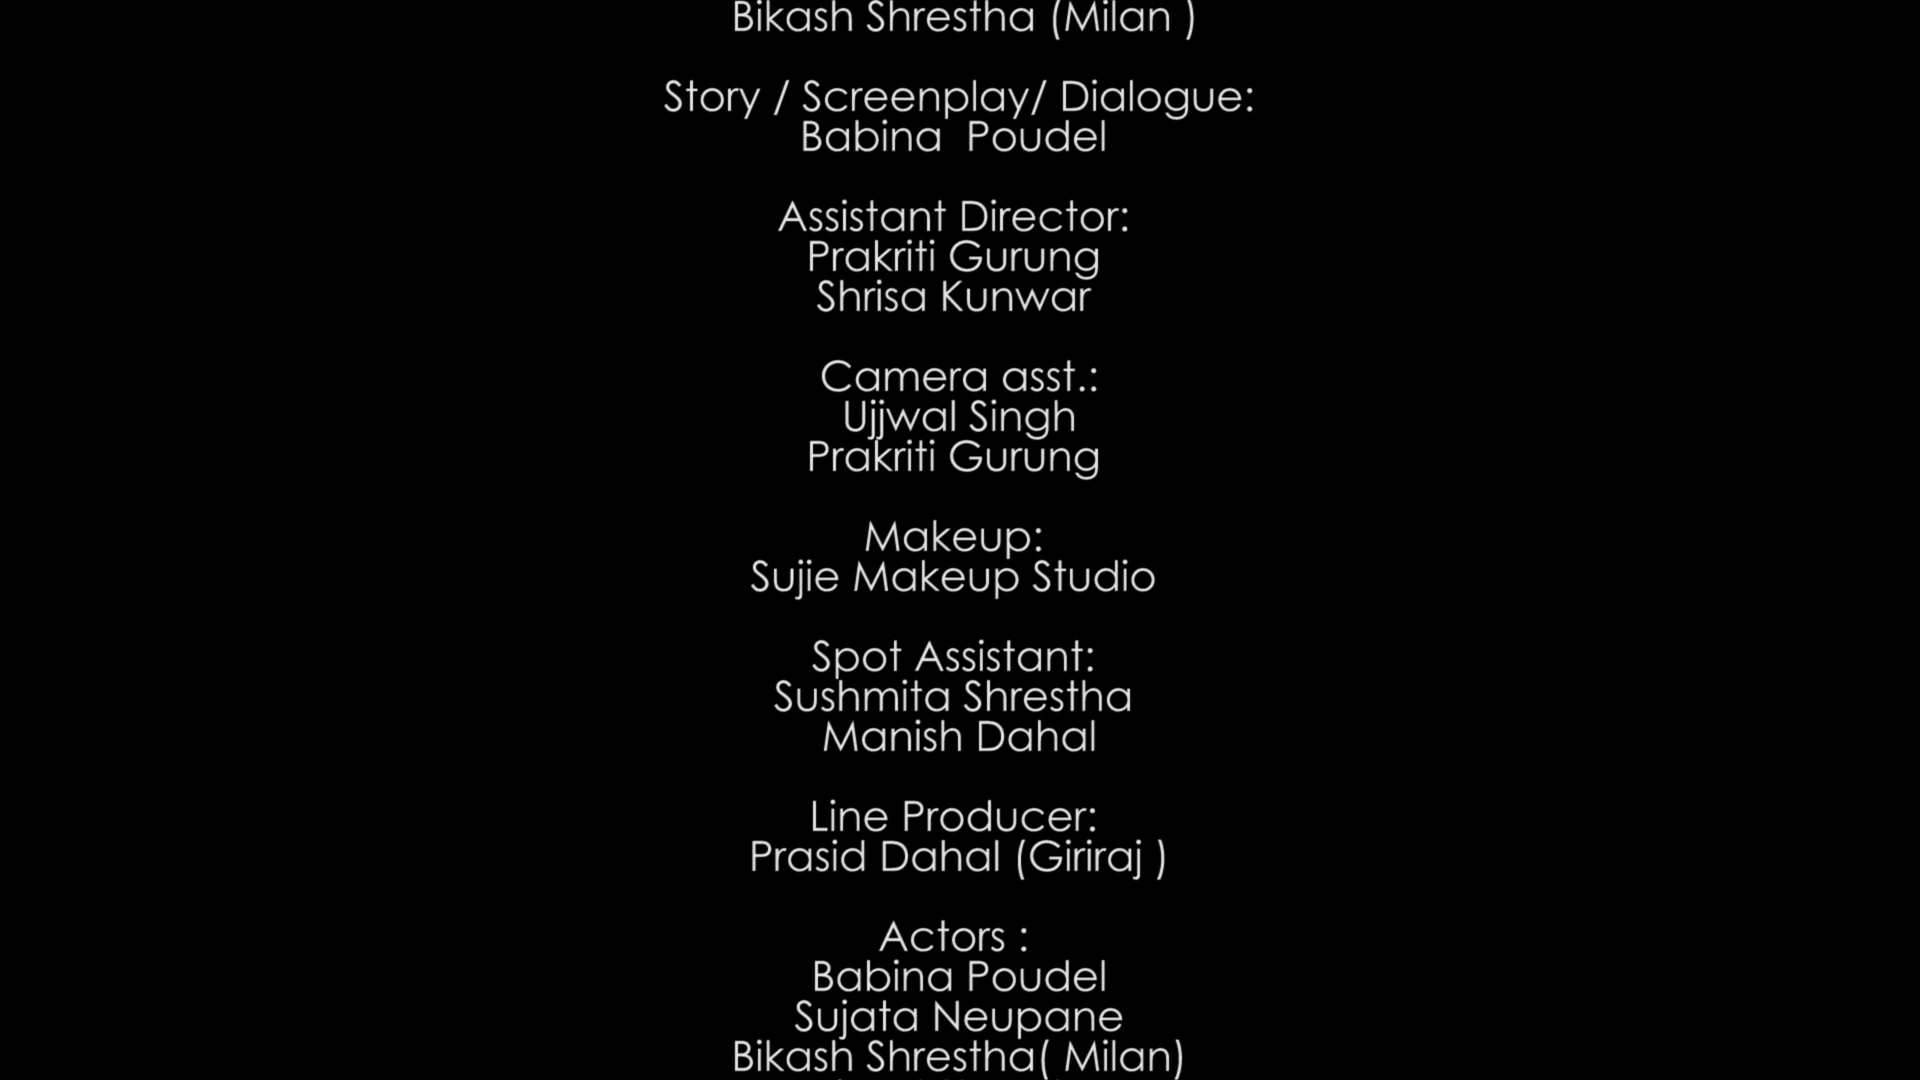 Bikash Shrestha (Milan )
Story / Screenplay/ Dialogue:
Babina  Poudel
Assistant Director:
Prakriti Gurung
Shrisa Kunwar
Camera asst.:
Ujjwal Singh
Prakriti Gurung
Makeup:
Sujie Makeup Studio
Spot Assistant:
Sushmita Shrestha
Manish Dahal
Line Producer:
Prasid Dahal (Giriraj )
Actors :
Babina Poudel
Sujata Neupane
Bikash Shrestha( Milan)